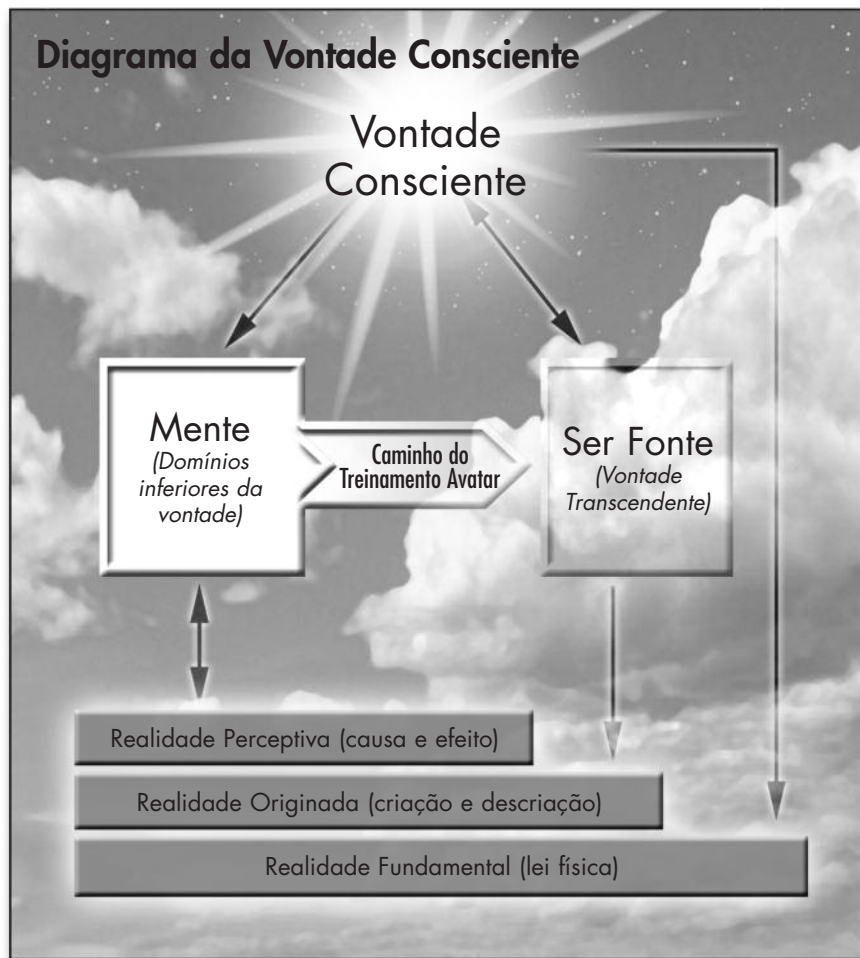 Diagrama da Vontade Consciente
Vontade
Consciente
Mente
(Domínios
inferiores da
vontade)
Caminho do
Treinamento Avatar
Ser Fonte
(Vontade
Transcendente)
Realidade Perceptiva (causa e efeito)
Realidade Originada (criação e descriação)
Realidade Fundamental (lei física)